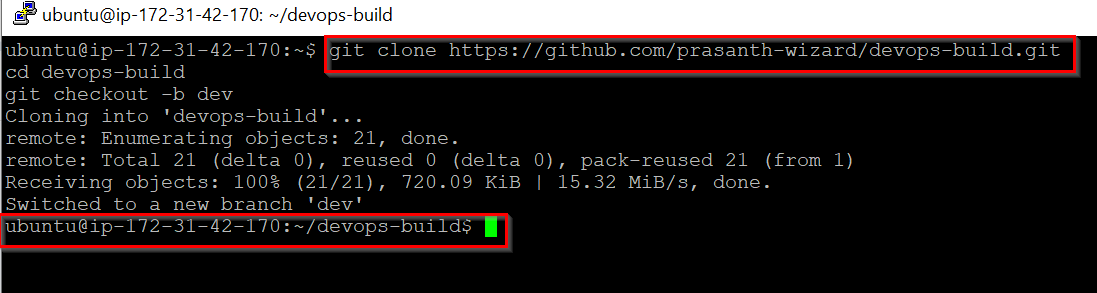 ubuntu@ip-172-31-42-170: ~/devops-build
ubuntu@ip-172-31-42-170:~$ git clone https://github.com/prasanth-wizard/devops-build.git
cd devops-build
git checkout -b dev
Cloning into 'devops-build'...
remote: Enumerating objects: 21, done.
remote: Total 21 (delta 0), reused 0 (delta 0), pack-reused 21 (from 1)
Receiving objects: 100% (21/21), 720.09 KiB | 15.32 MiB/s, done.
Switched to a new branch 'dev'
ubuntu@ip-172-31-42-170:~/devops-build$